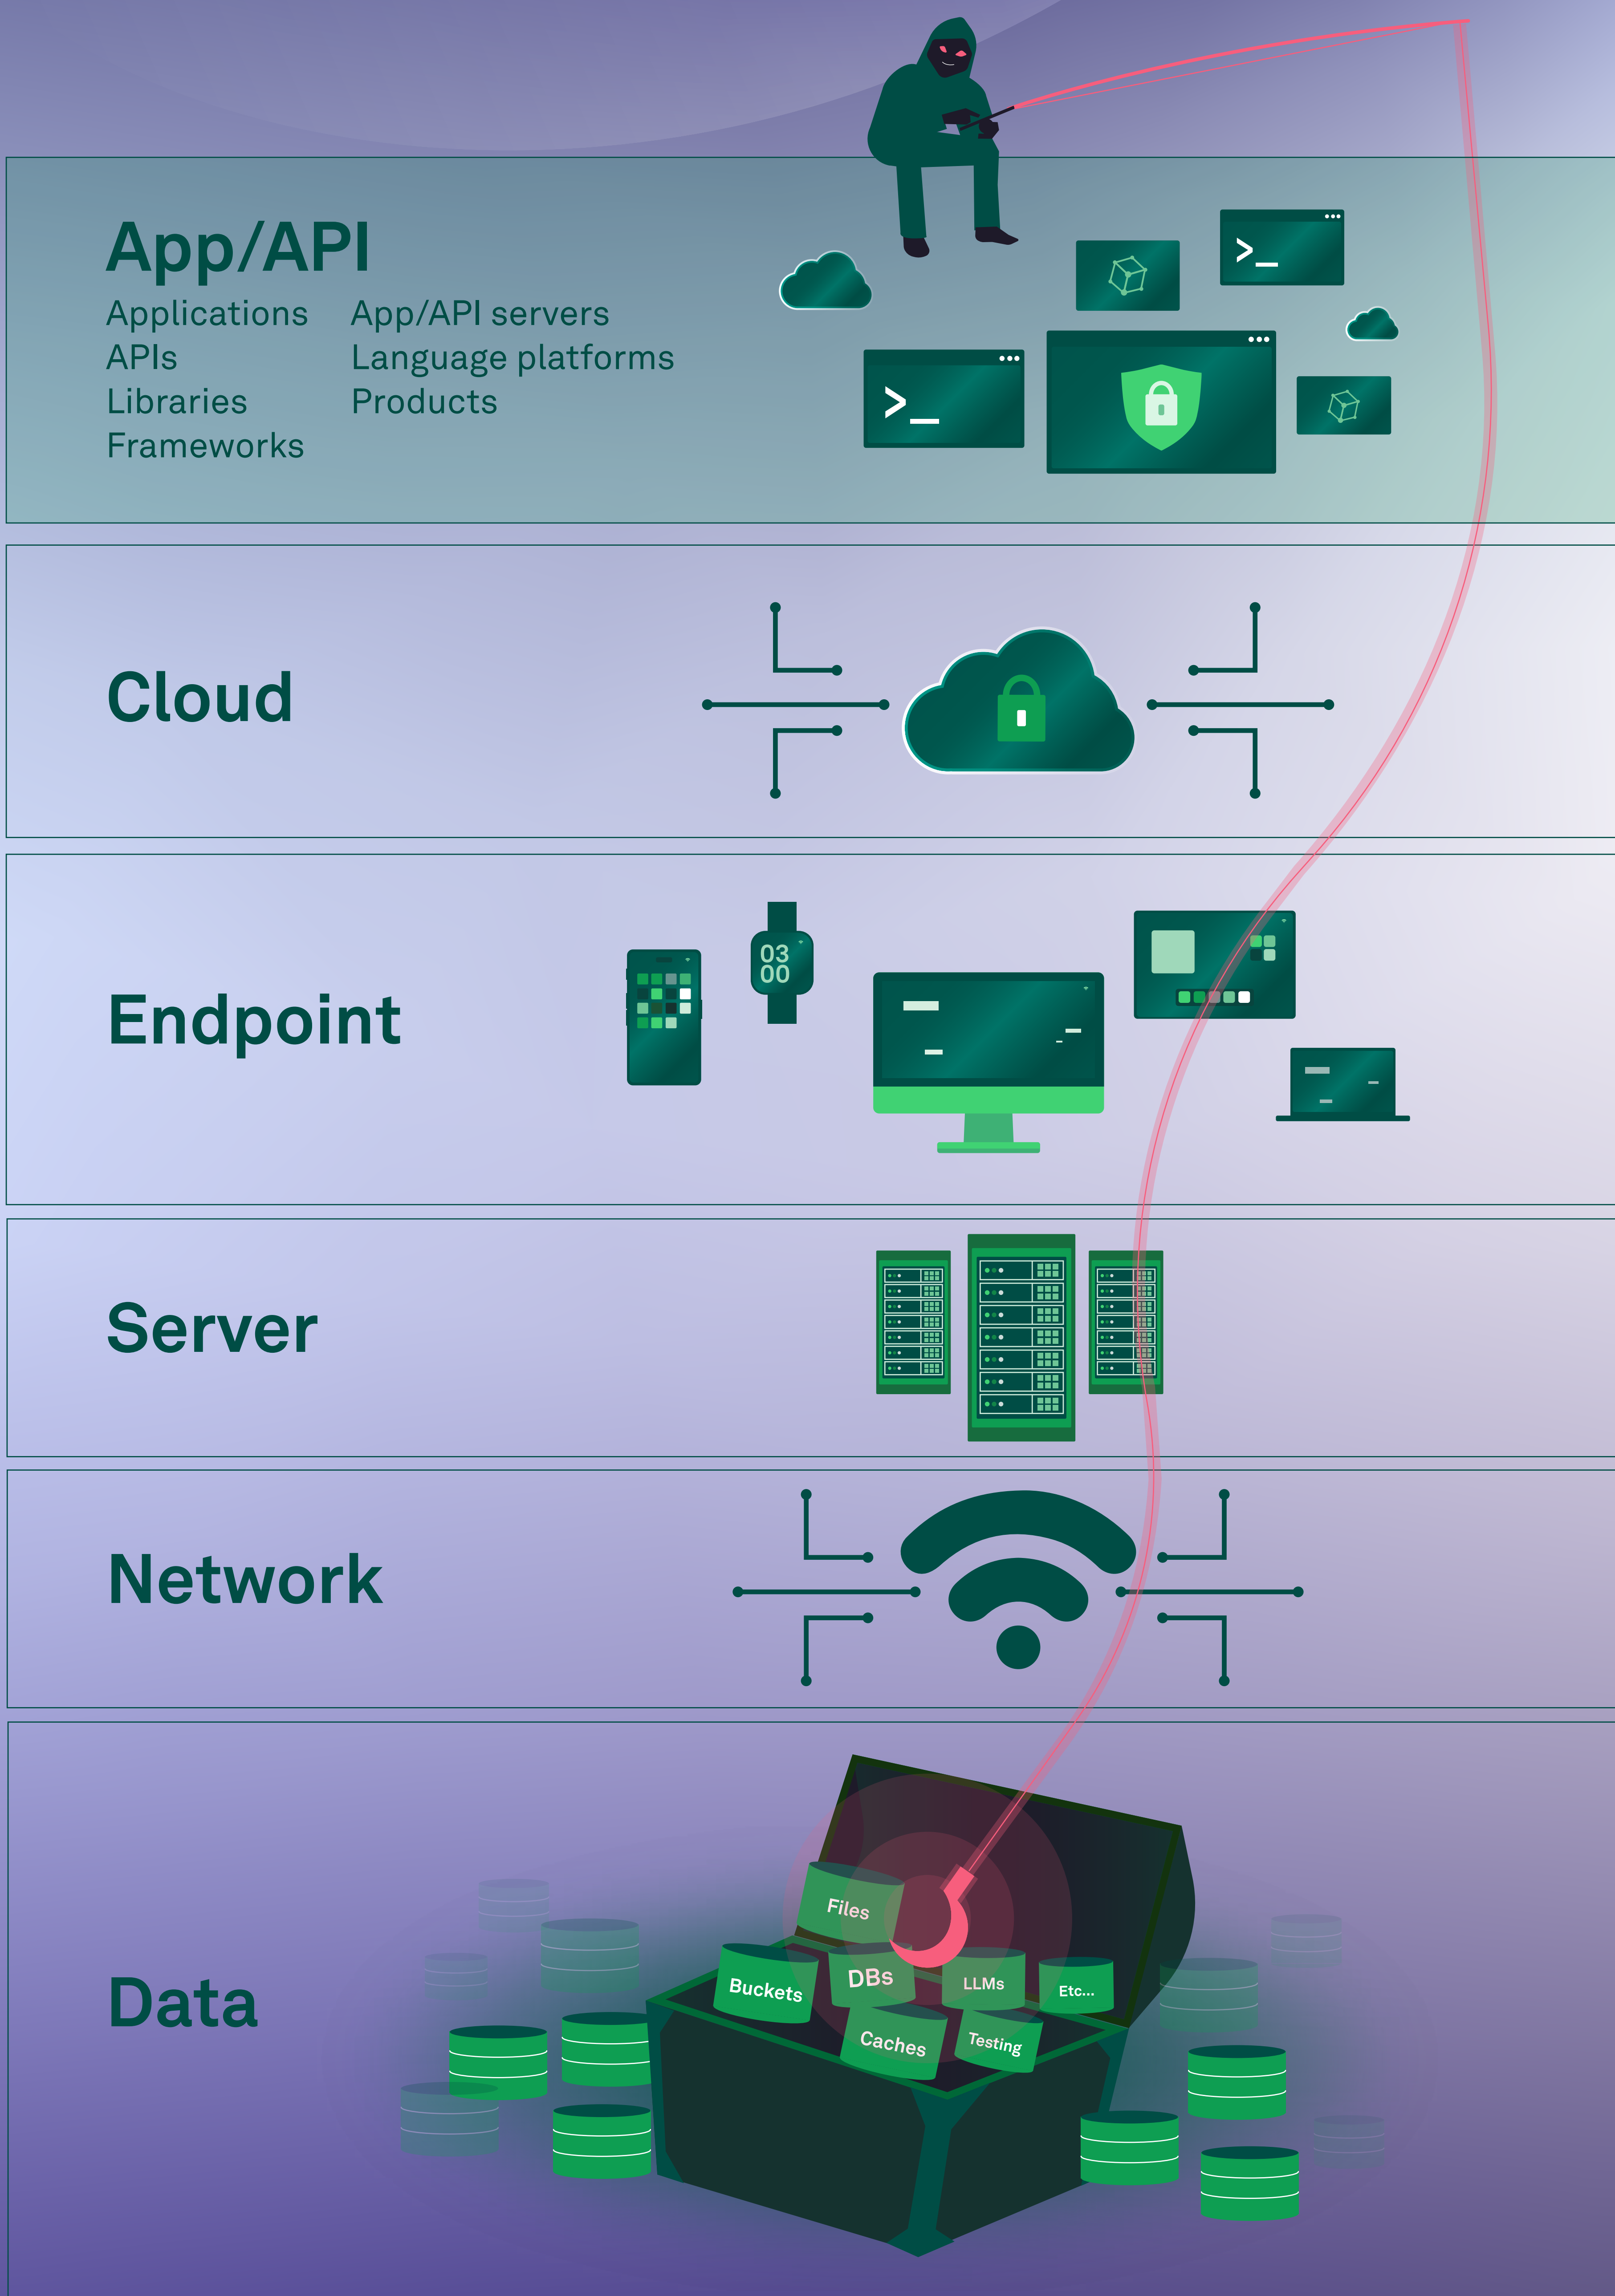 App/API
Applications
APIs
Libraries
Frameworks
App/API servers
Language platforms
Products
>_
>_
Cloud
Endpoint
03
00
Server
Network
Data
Files
Buckets
DBs
LLMs
Etc...
Caches
Testing